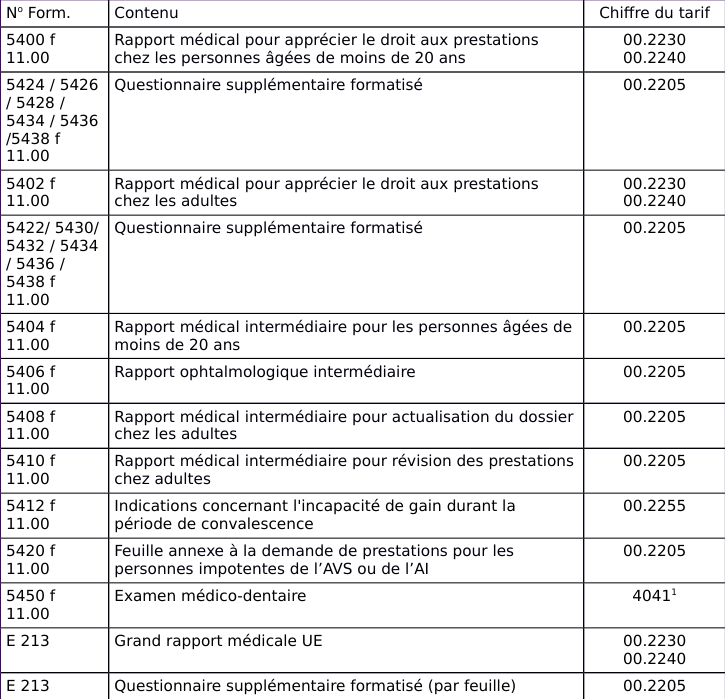 Nº Form. Contenu Chiffre du tarif
5400 f Rapport médical pour apprécier le droit aux prestations 00.2230
11.00 chez les personnes âgées de moins de 20 ans 00.2240
5424 / 5426 Questionnaire supplémentaire formatisé 00.2205
/ 5428 /
5434 / 5436
/5438 f
11.00
5402 f Rapport médical pour apprécier le droit aux prestations 00.2230
11.00 chez les adultes 00.2240
5422/ 5430/ Questionnaire supplémentaire formatisé 00.2205
5432 / 5434
/ 5436 /
5438 f
11.00
5404 f Rapport médical intermédiaire pour les personnes âgées de 00.2205
11.00 moins de 20 ans
5406 f Rapport ophtalmologique intermédiaire 00.2205
11.00
5408 f Rapport médical intermédiaire pour actualisation du dossier 00.2205
11.00 chez les adultes
5410 f Rapport médical intermédiaire pour révision des prestations 00.2205
11.00 chez adultes
5412 f Indications concernant l'incapacité de gain durant la 00.2255
11.00 période de convalescence
5420 f Feuille annexe à la demande de prestations pour les 00.2205
11.00 personnes impotentes de l’AVS ou de l’AI
5450 f Examen médico-dentaire 4041¹
11.00
E 213 Grand rapport médicale UE 00.2230
00.2240
E 213 Questionnaire supplémentaire formatisé (par feuille) 00.2205